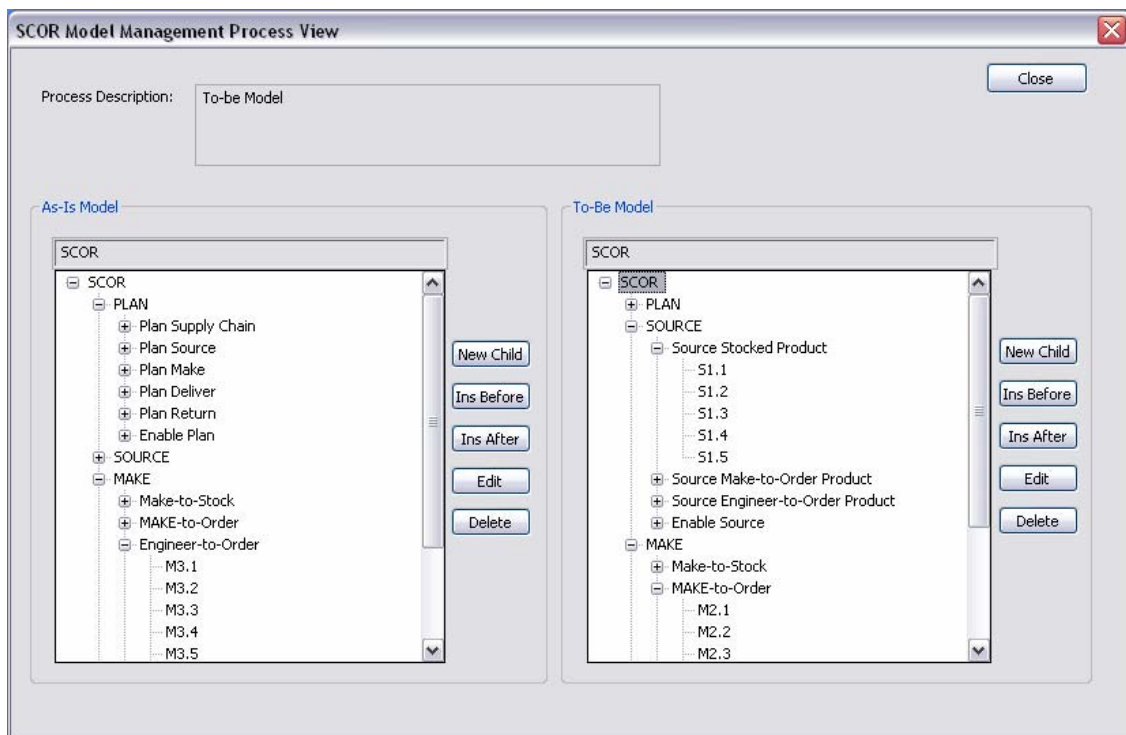 SCOR Model Management Process View
Close
Process Description:
To-be Model
As-Is Model
SCOR
SCOR
PLAN
Plan Supply Chain
Plan Source
Plan Make
Plan Deliver
Plan Return
Enable Plan
SOURCE
MAKE
Make-to-Stock
MAKE-to-Order
Engineer-to-Order
M3.1
M3.2
M3.3
M3.4
M3.5
New Child
Ins Before
Ins After
Edit
Delete
To-Be Model
SCOR
SCOR
PLAN
SOURCE
Source Stocked Product
S1.1
S1.2
S1.3
S1.4
S1.5
Source Make-to-Order Product
Source Engineer-to-Order Product
Enable Source
MAKE
Make-to-Stock
MAKE-to-Order
M2.1
M2.2
M2.3
New Child
Ins Before
Ins After
Edit
Delete